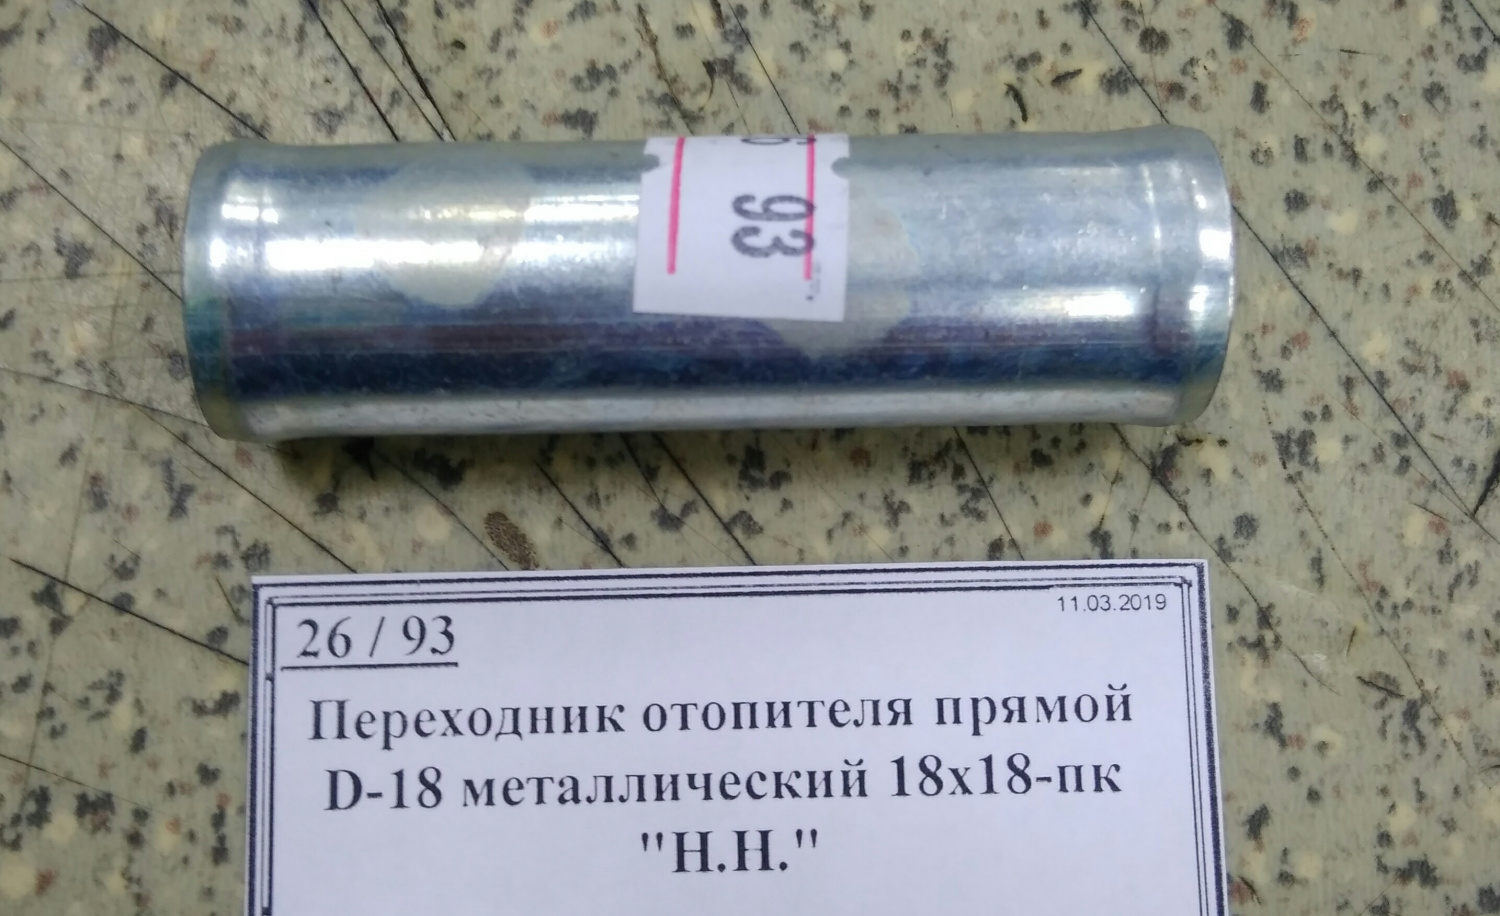 93
11.03.2019
26 / 93
Переходник отопителя прямой
D-18 металлический 18х18-пк
"Н.Н."